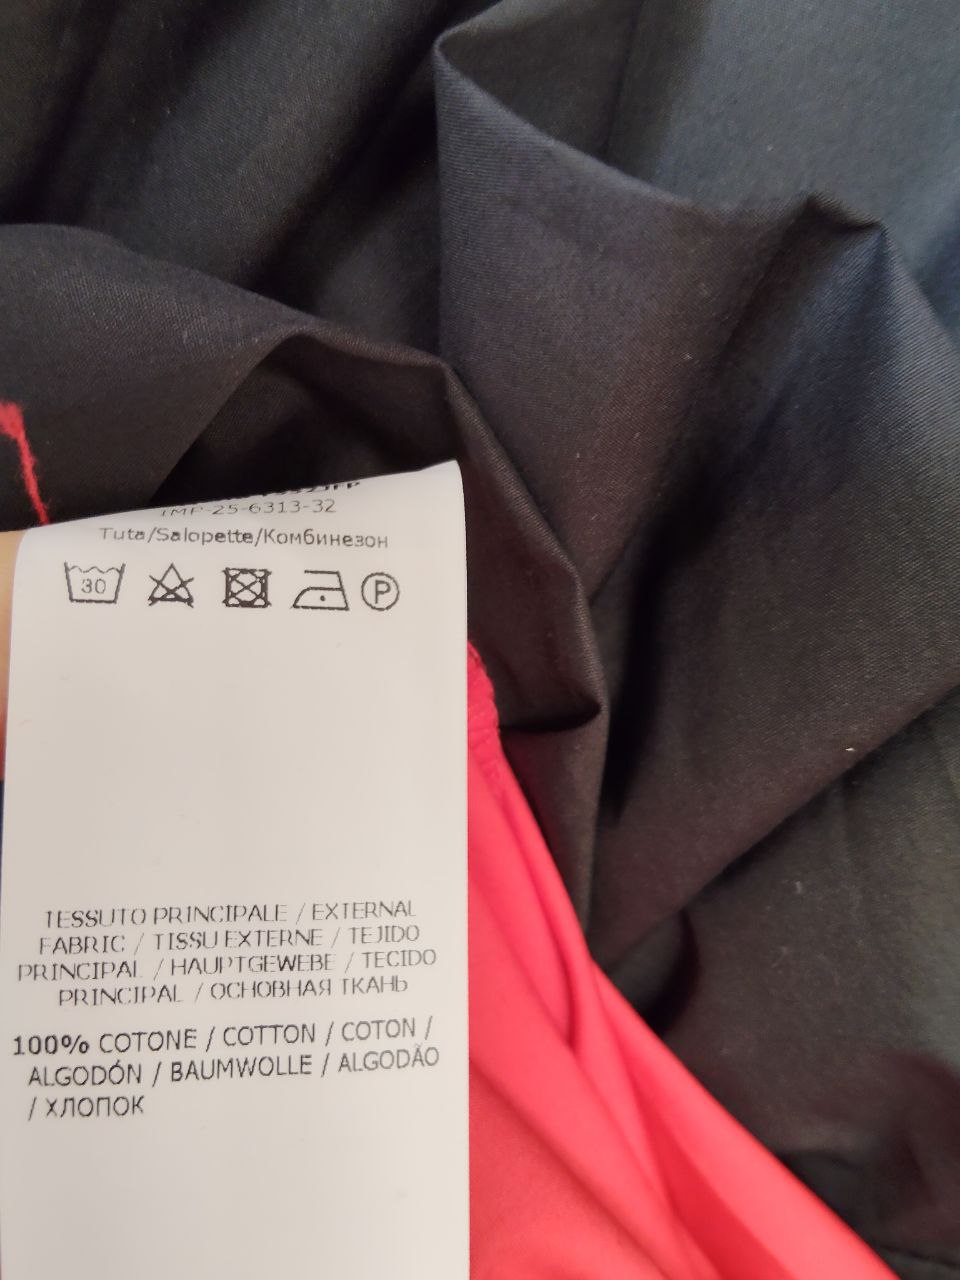 IMP-25-6313-32
Tuta/Salopette/Комбинезон
30
P
TESSUTO PRINCIPALE / EXTERNAL
FABRIC / TISSU EXTERNE / TEJIDO
PRINCIPAL / HAUPTGEWEBE / TECIDO
PRINCIPAL / ОСНОВНАЯ ТКАНЬ
100% COTONE / COTTON / COTON /
ALGODÓN / BAUMWOLLE / ALGODÃO
/ ХЛОПОК